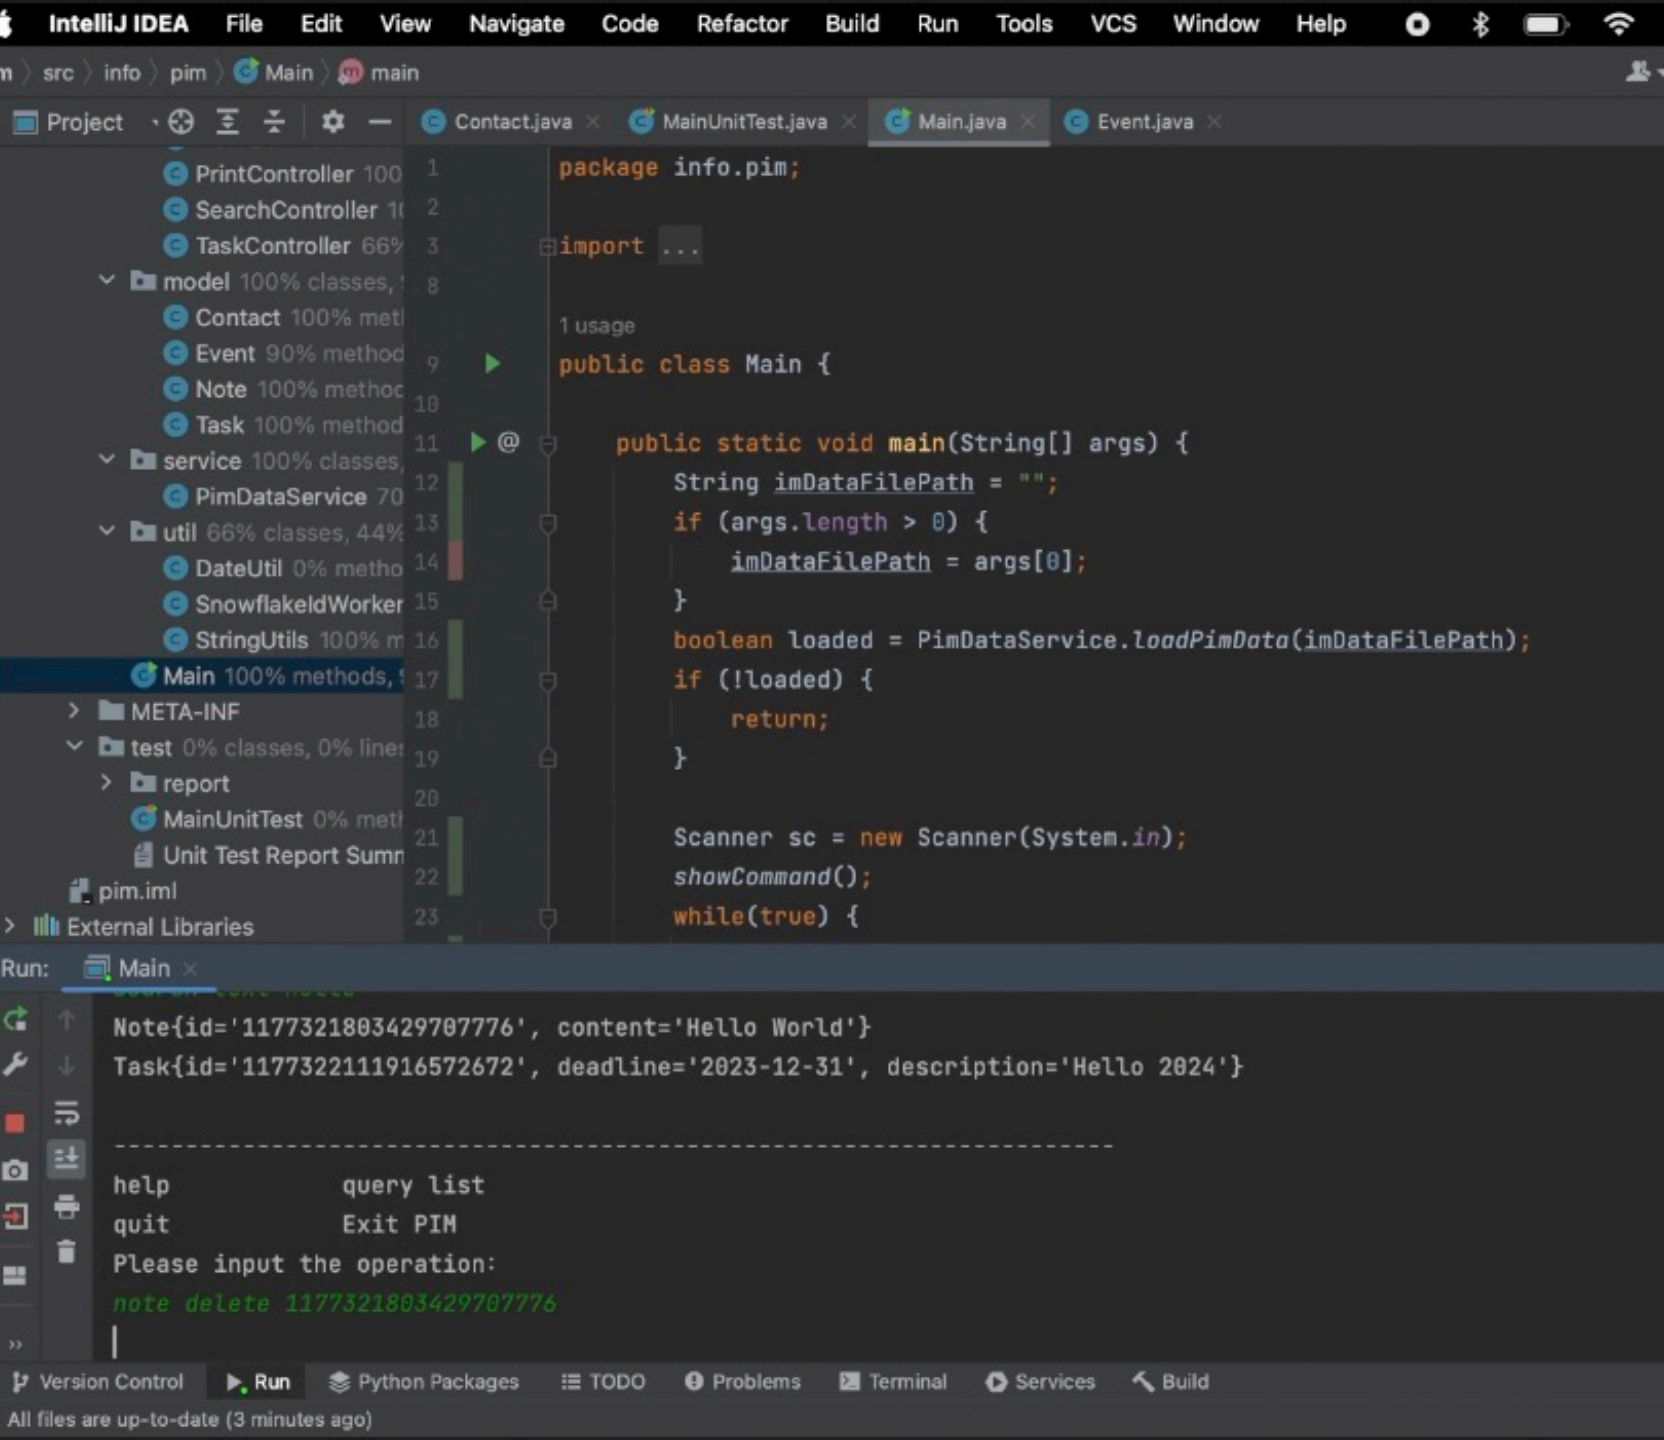 IntelliJ IDEA File Edit View Navigate Code Refactor Build Run Tools VCS Window Help
m src info pim Main main
Project Contact.java MainUnitTest.java Main.java Event.java
PrintController 100
SearchController 10
TaskController 66%
model 100% classes,
Contact 100% met
Event 90% method
Note 100% method
Task 100% method
service 100% classes,
PimDataService 70
util 66% classes, 44%
DateUtil 0% metho
SnowflakeIdWorker
StringUtils 100% m
Main 100% methods,
META-INF
test 0% classes, 0% lines
report
MainUnitTest 0% met
Unit Test Report Summ
pim.iml
External Libraries
1 package info.pim;
2
3 import ...
8
1 usage
9 public class Main {
10
11 @ public static void main(String[] args) {
12 String imDataFilePath = "";
13 if (args.length > 0) {
14 imDataFilePath = args[0];
15 }
16 boolean loaded = PimDataService.loadPimData(imDataFilePath);
17 if (!loaded) {
18 return;
19 }
20
21 Scanner sc = new Scanner(System.in);
22 showCommand();
23 while(true) {
Run: Main
Note{id='1177321803429707776', content='Hello World'}
Task{id='1177322111916572672', deadline='2023-12-31', description='Hello 2024'}
----------------------------------------------------------------------
help query list
quit Exit PIM
Please input the operation:
note delete 1177321803429707776
Version Control Run Python Packages TODO Problems Terminal Services Build
All files are up-to-date (3 minutes ago)